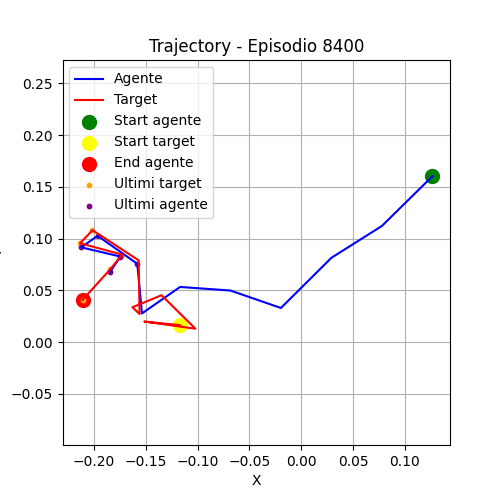 Trajectory - Episodio 8400
Agente
Target
Start agente
Start target
End agente
Ultimi target
Ultimi agente
0.25
0.20
0.15
0.10
0.05
0.00
−0.05
−0.20
−0.15
−0.10
−0.05
0.00
0.05
0.10
X